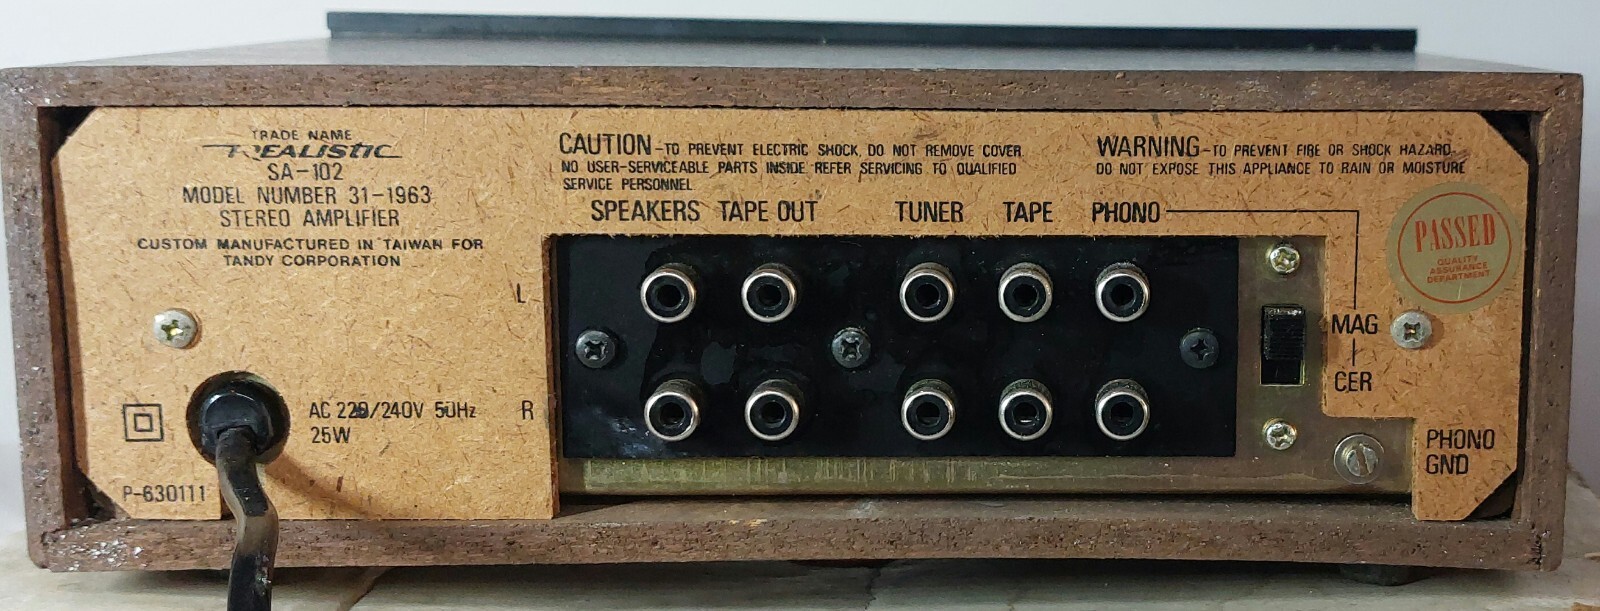 TRADE NAME
REALISTIC
SA-102
MODEL NUMBER 31-1963
STEREO AMPLIFIER
CUSTOM MANUFACTURED IN TAIWAN FOR
TANDY CORPORATION
CAUTION-TO PREVENT ELECTRIC SHOCK, DO NOT REMOVE COVER.
NO USER-SERVICEABLE PARTS INSIDE REFER SERVICING TO QUALIFIED
SERVICE PERSONNEL
WARNING-TO PREVENT FIRE OR SHOCK HAZARD,
DO NOT EXPOSE THIS APPLIANCE TO RAIN OR MOISTURE
SPEAKERS TAPE OUT TUNER TAPE PHONO
PASSED
QUALITY
ASSURANCE
DEPARTMENT
L
MAG
CER
R
AC 220/240V 50Hz
25W
PHONO
GND
P-630111